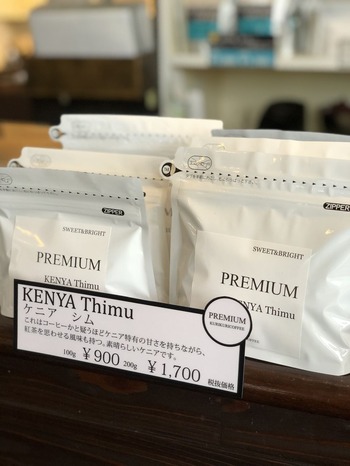 ZIPPER
SWEET&BRIGHT
PREMIUM
KENYA Thimu
ZIPPER
SWEET&BRIGHT
PREMIUM
KENYA Thimu
KENYA Thimu
ケニア シム
これはコーヒーかと疑うほどケニア特有の甘さを持ちながら、
紅茶を思わせる風味も持つ。素晴らしいケニアです。
100g ￥900 200g ￥1,700
税抜価格
PREMIUM